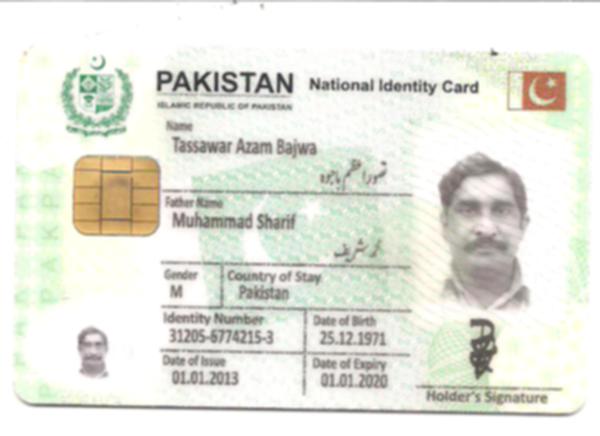 PAKISTAN National Identity Card
ISLAMIC REPUBLIC OF PAKISTAN
Name
Tassawar Azam Bajwa
تصور اعظم باجوہ
Father Name
Muhammad Sharif
محمد شریف
Gender Country of Stay
M Pakistan
Identity Number Date of Birth
31205-6774215-3 25.12.1971
Date of Issue Date of Expiry
01.01.2013 01.01.2020
Holder's Signature